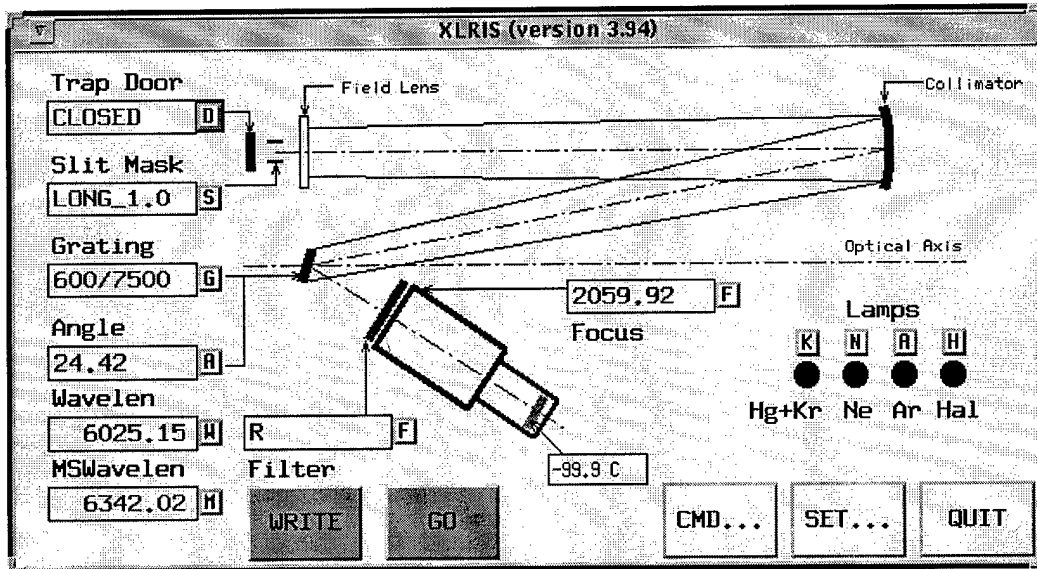 XLRIS (version 3.94)
Trap Door
CLOSED D
Field Lens
Collimator
Slit Mask
LONG_1.0 S
Grating
600/7500 G
Optical Axis
2059.92 F
Focus
Angle
24.42 A
Lamps
K N A H
Hg+Kr Ne Ar Hal
Wavelen
6025.15 W
R F
Filter
-99.9 C
MSWavelen
6342.02 M
WRITE GO CMD... SET... QUIT